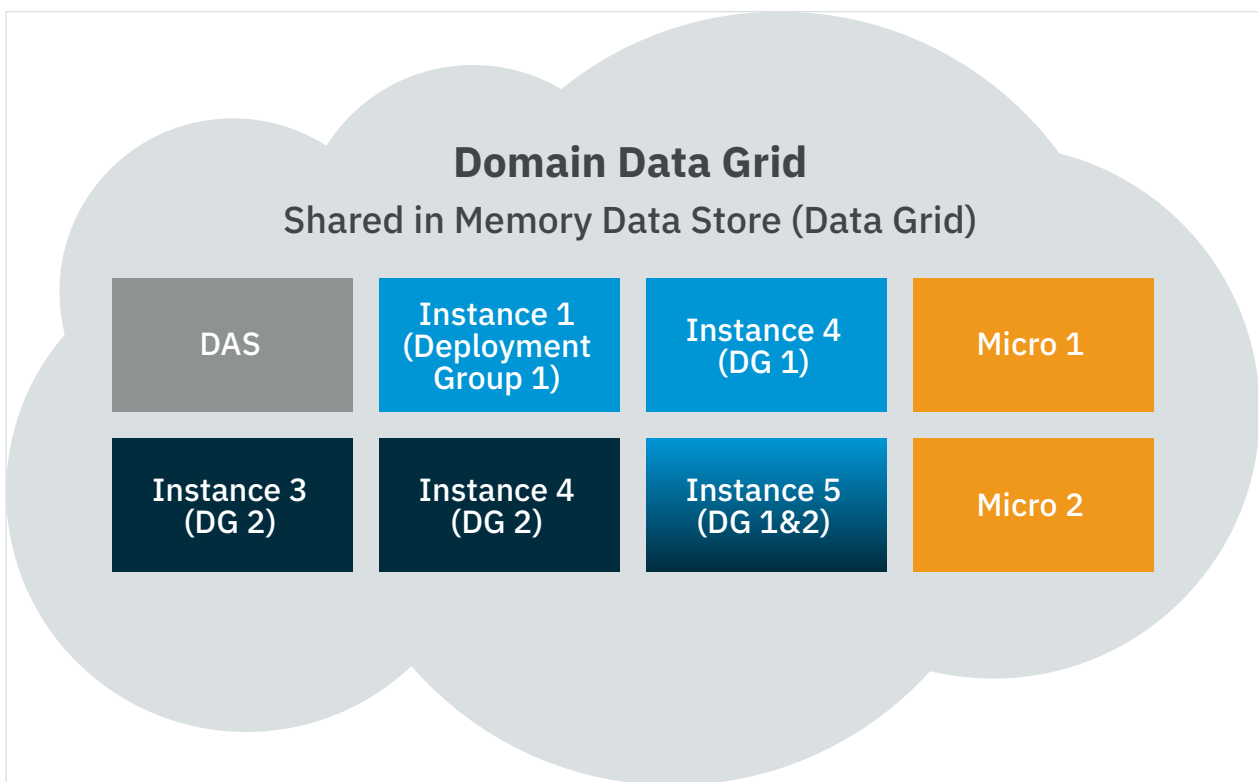 Domain Data Grid
Shared in Memory Data Store (Data Grid)
DAS
Instance 1
(Deployment
Group 1)
Instance 4
(DG 1)
Micro 1
Instance 3
(DG 2)
Instance 4
(DG 2)
Instance 5
(DG 1&2)
Micro 2